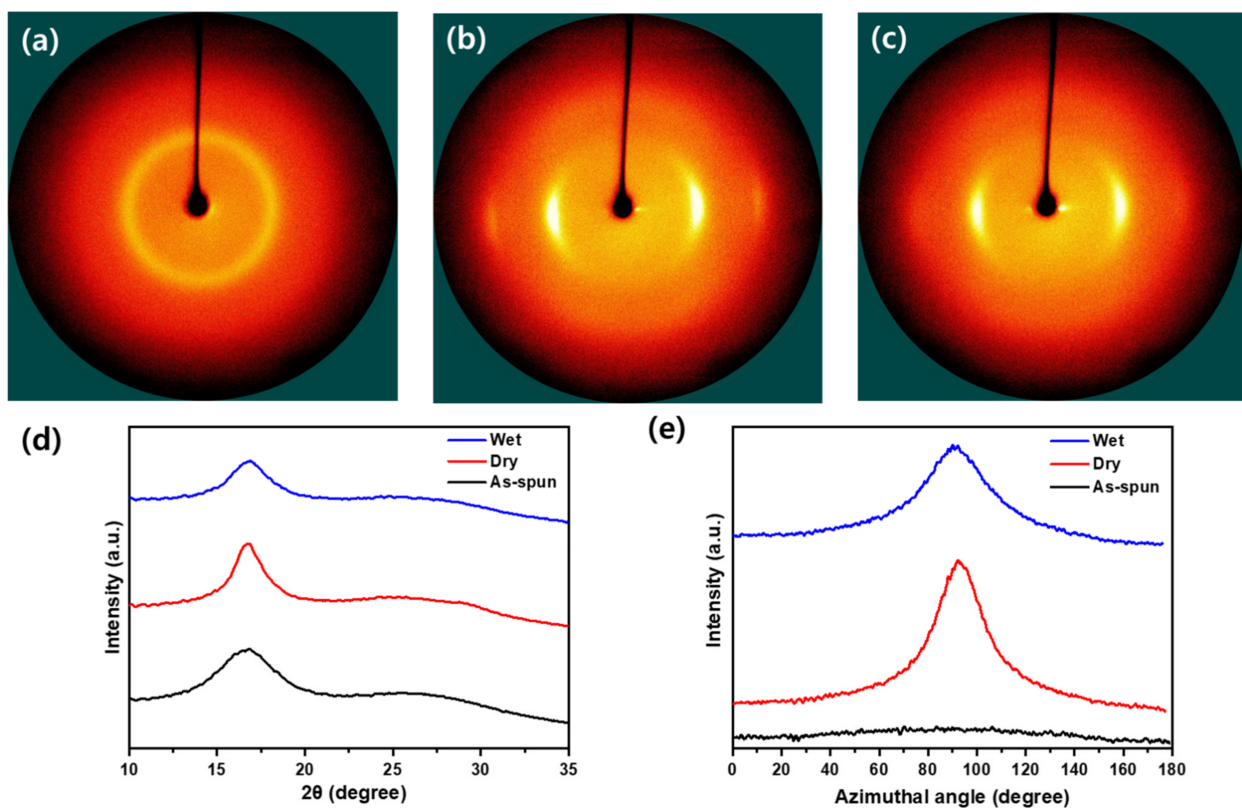 (a)
(b)
(c)
(d)
Wet
Dry
As-spun
Intensity (a.u.)
10 15 20 25 30 35
2θ (degree)
(e)
Wet
Dry
As-spun
Intensity (a.u.)
0 20 40 60 80 100 120 140 160 180
Azimuthal angle (degree)